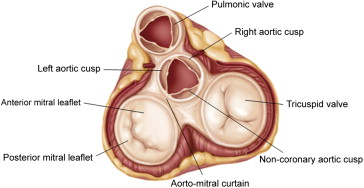 Pulmonic valve
Right aortic cusp
Left aortic cusp
Anterior mitral leaflet
Tricuspid valve
Posterior mitral leaflet
Non-coronary aortic cusp
Aorto-mitral curtain